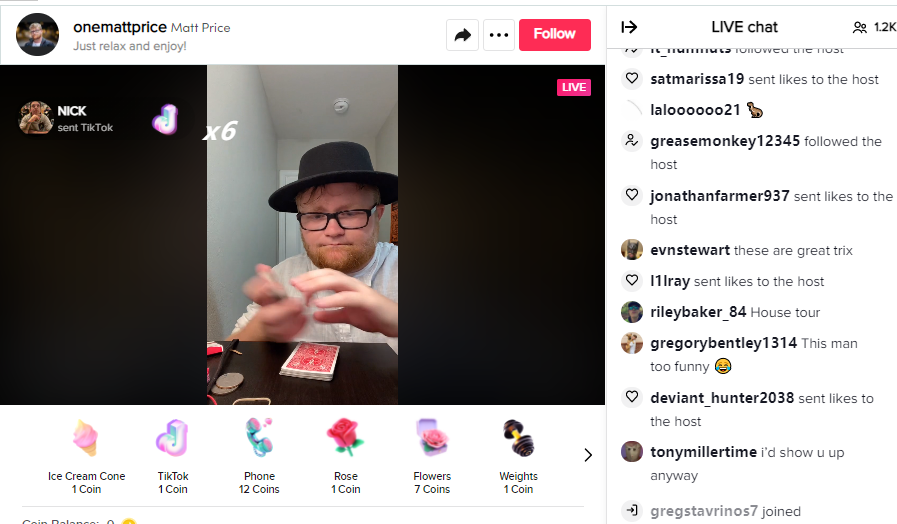 onemattprice Matt Price
Just relax and enjoy!
Follow
LIVE
NICK
sent TikTok
x6
Ice Cream Cone
1 Coin
TikTok
1 Coin
Phone
12 Coins
Rose
1 Coin
Flowers
7 Coins
Weights
1 Coin
Coin Balance: 0
LIVE chat
1.2K
followed the host
satmarissa19 sent likes to the host
laloooooo21
greasemonkey12345 followed the
host
jonathanfarmer937 sent likes to the
host
evnstewart these are great trix
l1lray sent likes to the host
rileybaker_84 House tour
gregorybentley1314 This man
too funny 😂
deviant_hunter2038 sent likes to
the host
tonymillertime i'd show u up
anyway
gregstavrinos7 joined